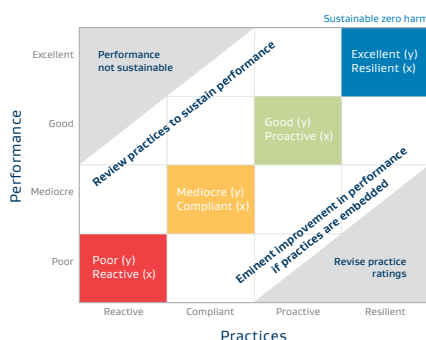 Sustainable zero harm
Excellent
Performance
not sustainable
Review practices to sustain performance
Excellent (y)
Resilient (x)
Good
Good (y)
Proactive (x)
Performance
Mediocre
Mediocre (y)
Compliant (x)
Eminent improvement in performance
if practices are embedded
Poor
Poor (y)
Reactive (x)
Revise practice
ratings
Reactive
Compliant
Proactive
Resilient
Practices